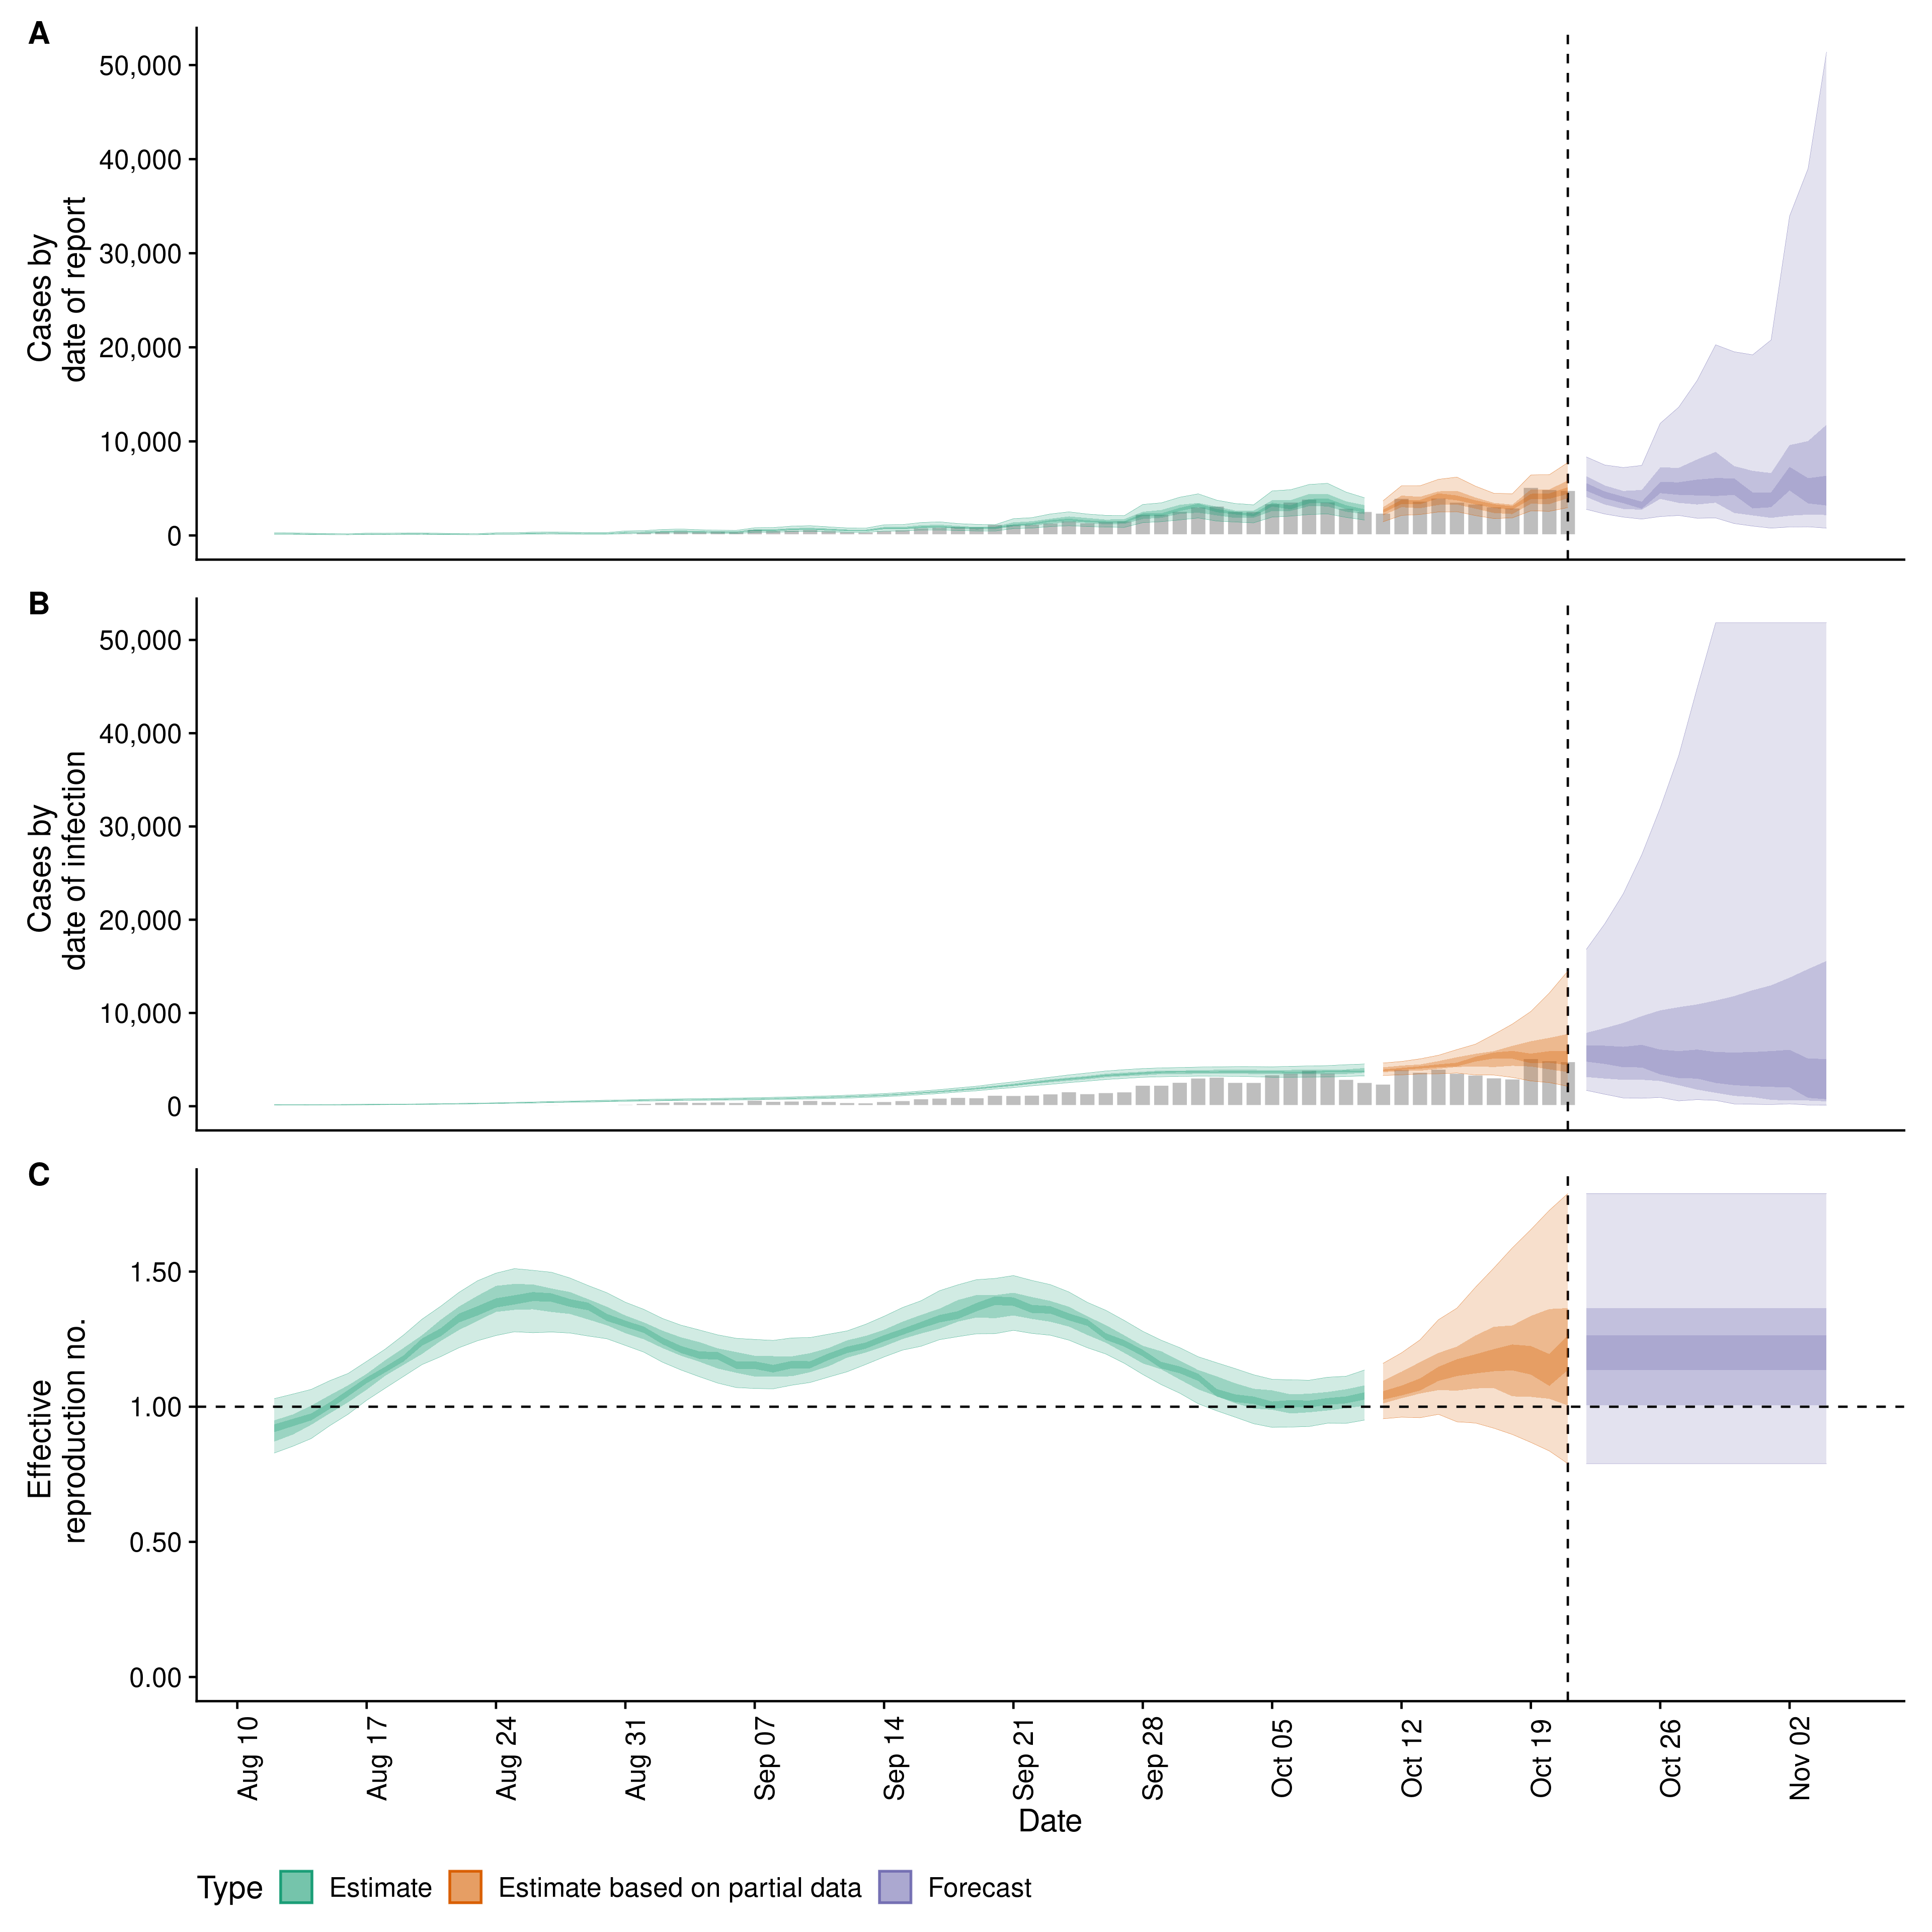 A
50,000
40,000
30,000
20,000
10,000
0
Cases by
date of report
B
50,000
40,000
30,000
20,000
10,000
0
Cases by
date of infection
C
1.50
1.00
0.50
0.00
Effective
reproduction no.
Aug 10
Aug 17
Aug 24
Aug 31
Sep 07
Sep 14
Sep 21
Sep 28
Oct 05
Oct 12
Oct 19
Oct 26
Nov 02
Date
Type Estimate Estimate based on partial data Forecast